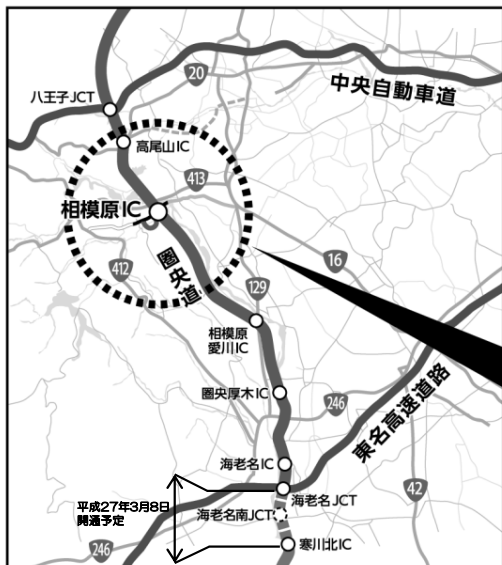 20
中央自動車道
八王子JCT
高尾山IC
413
相模原IC
412
圏央道
16
129
相模原
愛川IC
圏央厚木IC
246
東名高速道路
海老名IC
海老名JCT
42
平成27年3月8日
開通予定
海老名南JCT
246
寒川北IC